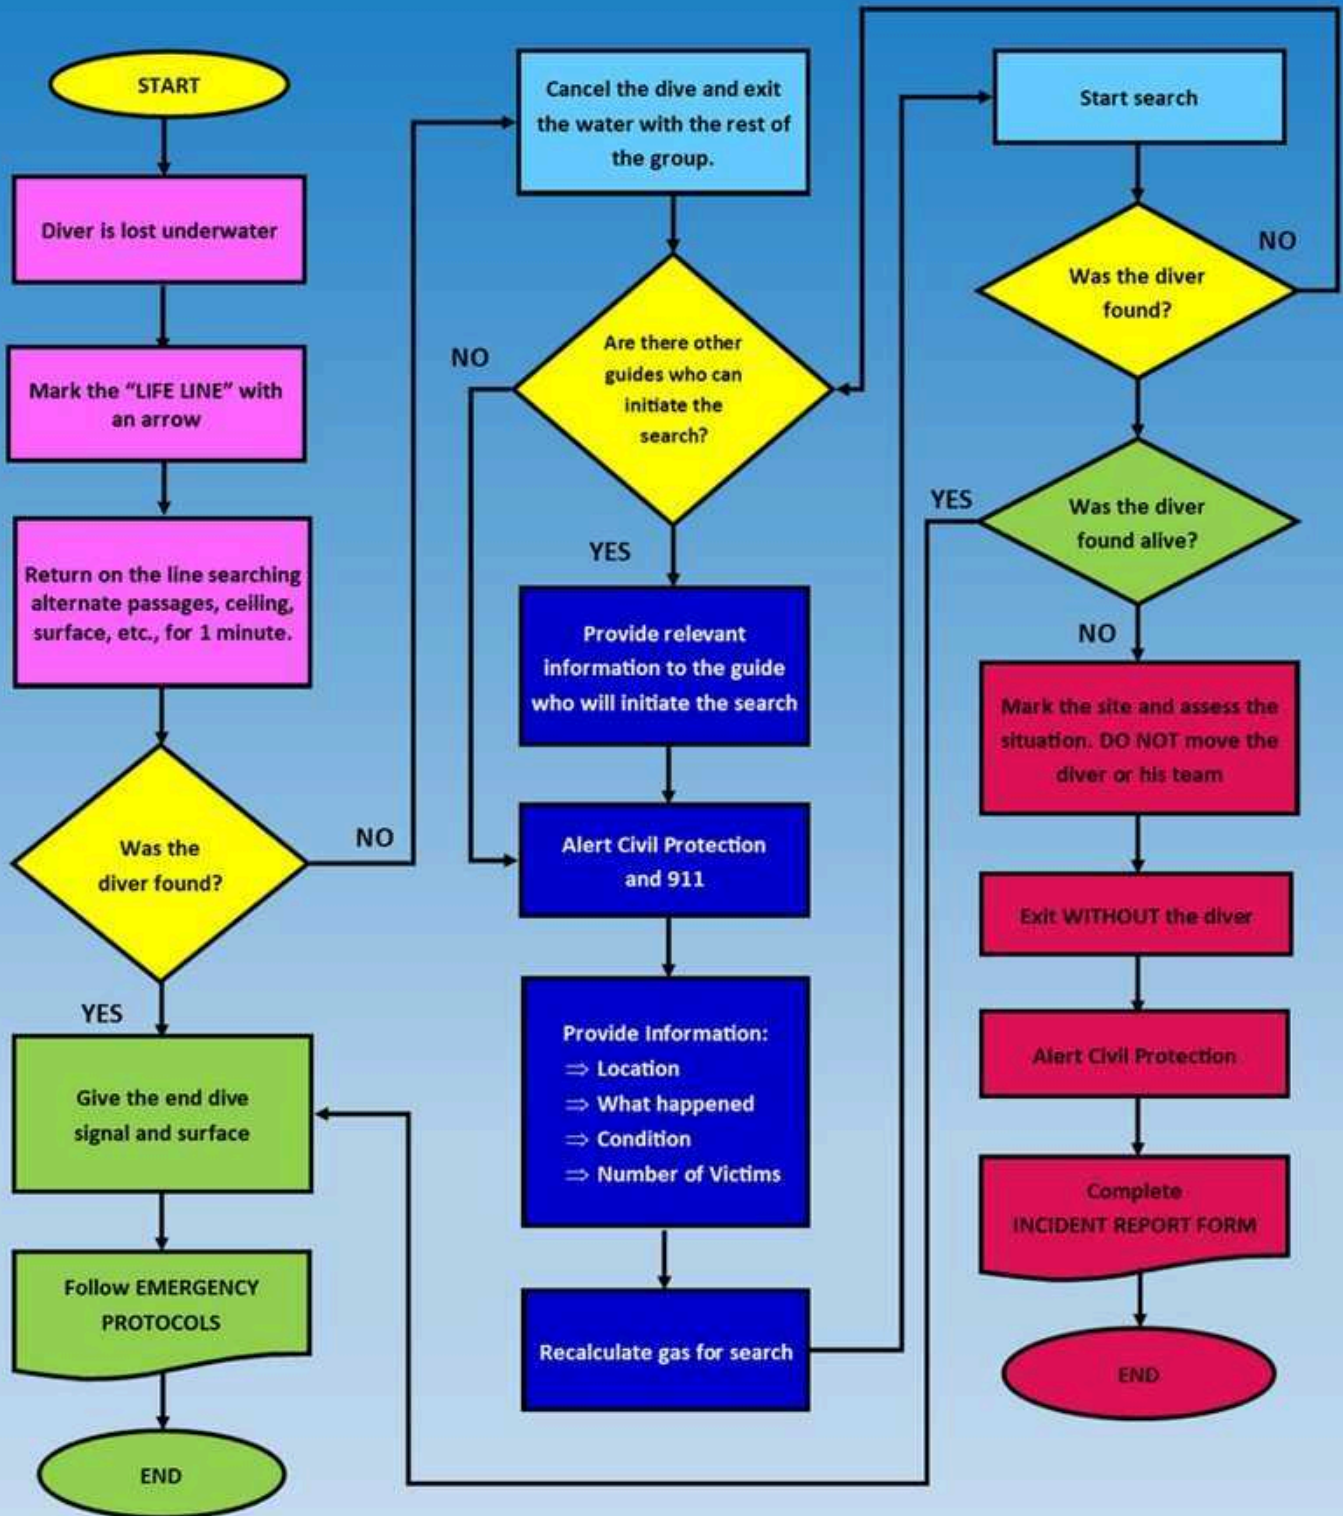 START
Diver is lost underwater
Mark the “LIFE LINE” with
an arrow
Return on the line searching
alternate passages, ceiling,
surface, etc., for 1 minute.
Was the
diver found?
NO
YES
Give the end dive
signal and surface
Follow EMERGENCY
PROTOCOLS
END
Cancel the dive and exit
the water with the rest of
the group.
Are there other
guides who can
initiate the
search?
NO
YES
Provide relevant
information to the guide
who will initiate the search
Alert Civil Protection
and 911
Provide Information:
⇒ Location
⇒ What happened
⇒ Condition
⇒ Number of Victims
Recalculate gas for search
Start search
Was the diver
found?
NO
Was the diver
found alive?
YES
NO
Mark the site and assess the
situation. DO NOT move the
diver or his team
Exit WITHOUT the diver
Alert Civil Protection
Complete
INCIDENT REPORT FORM
END